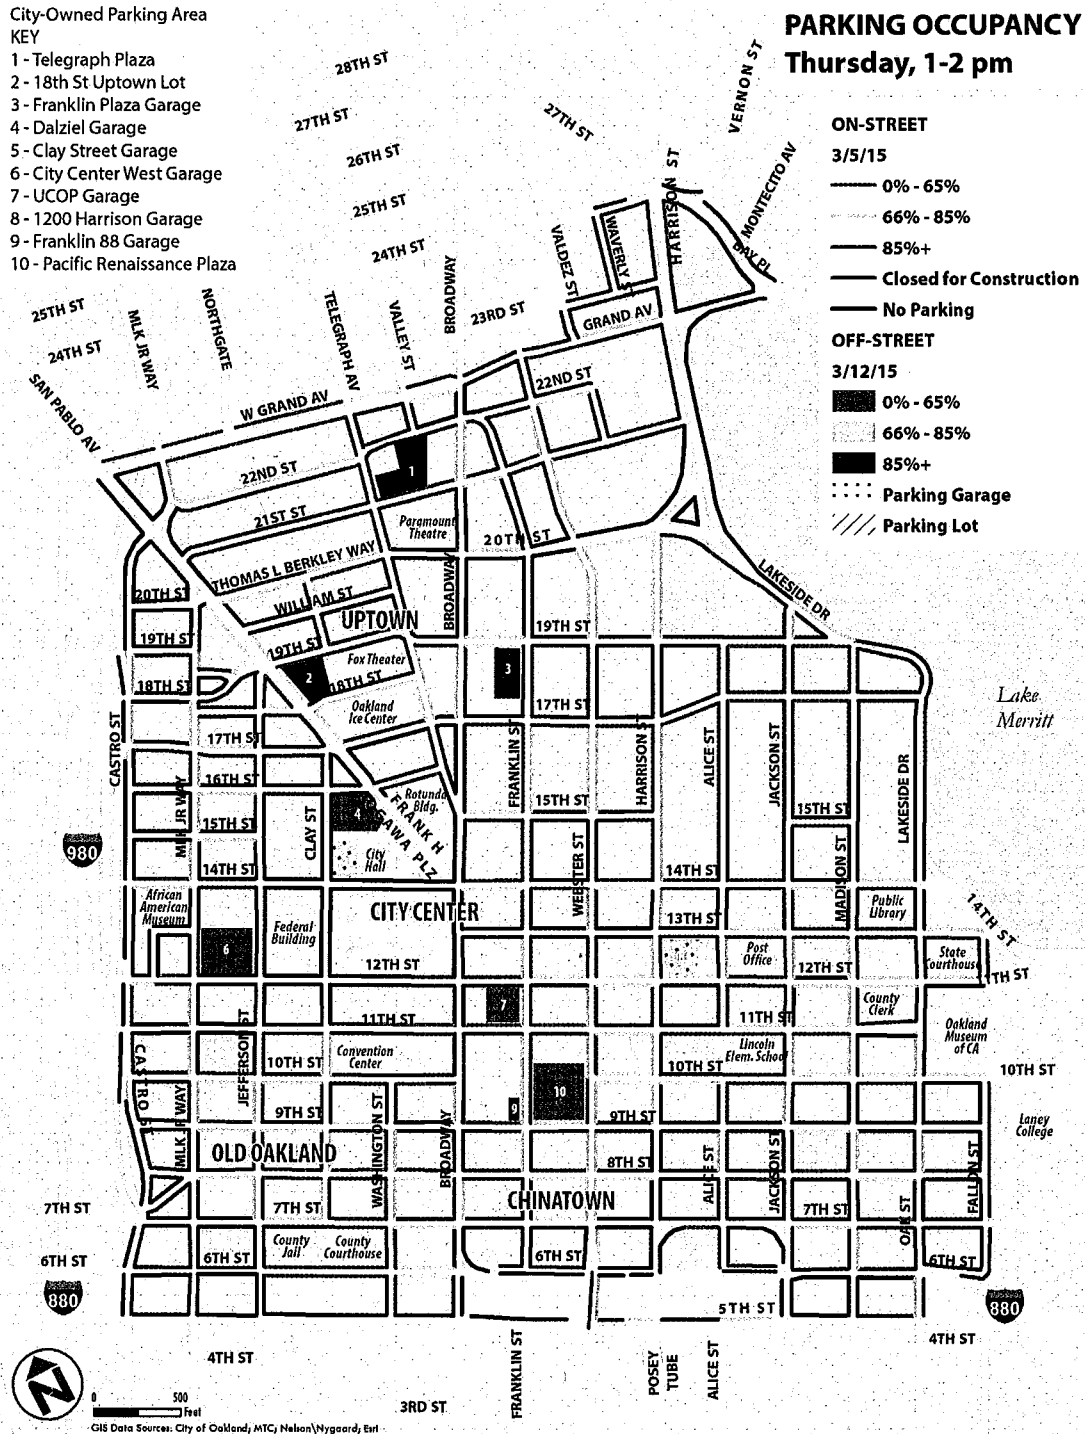 City-Owned Parking Area
KEY
1 - Telegraph Plaza
2 - 18th St Uptown Lot
3 - Franklin Plaza Garage
4 - Dalziel Garage
5 - Clay Street Garage
6 - City Center West Garage
7 - UCOP Garage
8 - 1200 Harrison Garage
9 - Franklin 88 Garage
10 - Pacific Renaissance Plaza
PARKING OCCUPANCY
Thursday, 1-2 pm
ON-STREET
3/5/15
0% - 65%
66% - 85%
85%+
Closed for Construction
No Parking
OFF-STREET
3/12/15
0% - 65%
66% - 85%
85%+
Parking Garage
Parking Lot
28TH ST
27TH ST
27TH ST
26TH ST
25TH ST
24TH ST
VERNON ST
MONTECITO AV
HARRISON ST
BAY PL
WAVERLY ST
VALDEZ ST
23RD ST
GRAND AV
BROADWAY
VALLEY ST
TELEGRAPH AV
NORTHGATE
MLK JR WAY
25TH ST
24TH ST
SAN PABLO AV
W GRAND AV
22ND ST
22ND ST
1
21ST ST
Paramount
Theatre
20TH ST
THOMAS L BERKLEY WAY
WILLIAM ST
UPTOWN
BROADWAY
LAKESIDE DR
20TH ST
19TH ST
19TH ST
19TH ST
Fox Theater
2
18TH ST
18TH ST
3
Oakland
Ice Center
17TH ST
17TH ST
Lake
Merritt
CASTRO ST
16TH ST
FRANKLIN ST
HARRISON ST
ALICE ST
JACKSON ST
LAKESIDE DR
Rotunda
Bldg.
FRANK H
OGAWA PLZ
4
15TH ST
15TH ST
15TH ST
MLK JR WAY
CLAY ST
City
Hall
14TH ST
14TH ST
WEBSTER ST
MADISON ST
980
African
American
Museum
CITY CENTER
13TH ST
Public
Library
14TH ST
Federal
Building
6
12TH ST
Post
Office
12TH ST
State
Courthouse
11TH ST
7
11TH ST
11TH ST
County
Clerk
Oakland
Museum
of CA
CASTRO ST
JEFFERSON ST
10TH ST
Convention
Center
10TH ST
Lincoln
Elem. School
10TH ST
10
9
9TH ST
9TH ST
MLK JR WAY
WASHINGTON ST
BROADWAY
Laney
College
OLD OAKLAND
8TH ST
ALICE ST
JACKSON ST
FALLON ST
OAK ST
CHINATOWN
7TH ST
7TH ST
7TH ST
6TH ST
6TH ST
County
Jail
County
Courthouse
6TH ST
6TH ST
880
880
5TH ST
4TH ST
4TH ST
3RD ST
FRANKLIN ST
POSEY
TUBE
ALICE ST
N
0 500
Feet
GIS Data Sources: City of Oakland; MTC; Nelson\Nygaard; Esri